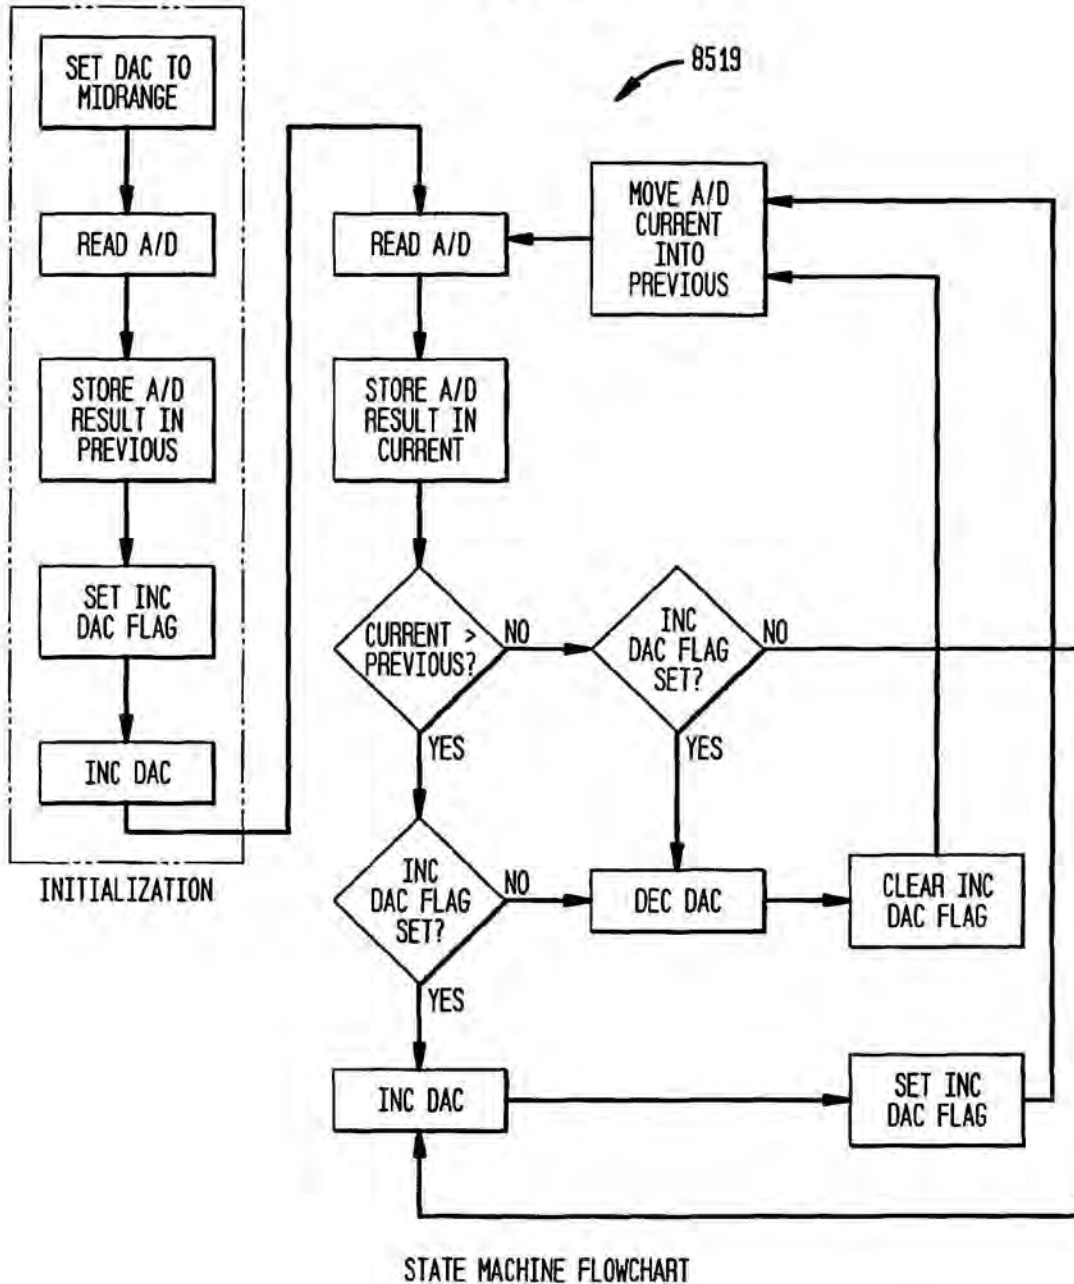 8519
SET DAC TO
MIDRANGE
READ A/D
STORE A/D
RESULT IN
PREVIOUS
SET INC
DAC FLAG
INC DAC
INITIALIZATION
READ A/D
MOVE A/D
CURRENT
INTO
PREVIOUS
STORE A/D
RESULT IN
CURRENT
CURRENT >
PREVIOUS?
NO
YES
INC
DAC FLAG
SET?
NO
YES
INC
DAC FLAG
SET?
NO
YES
DEC DAC
CLEAR INC
DAC FLAG
INC DAC
SET INC
DAC FLAG
STATE MACHINE FLOWCHART